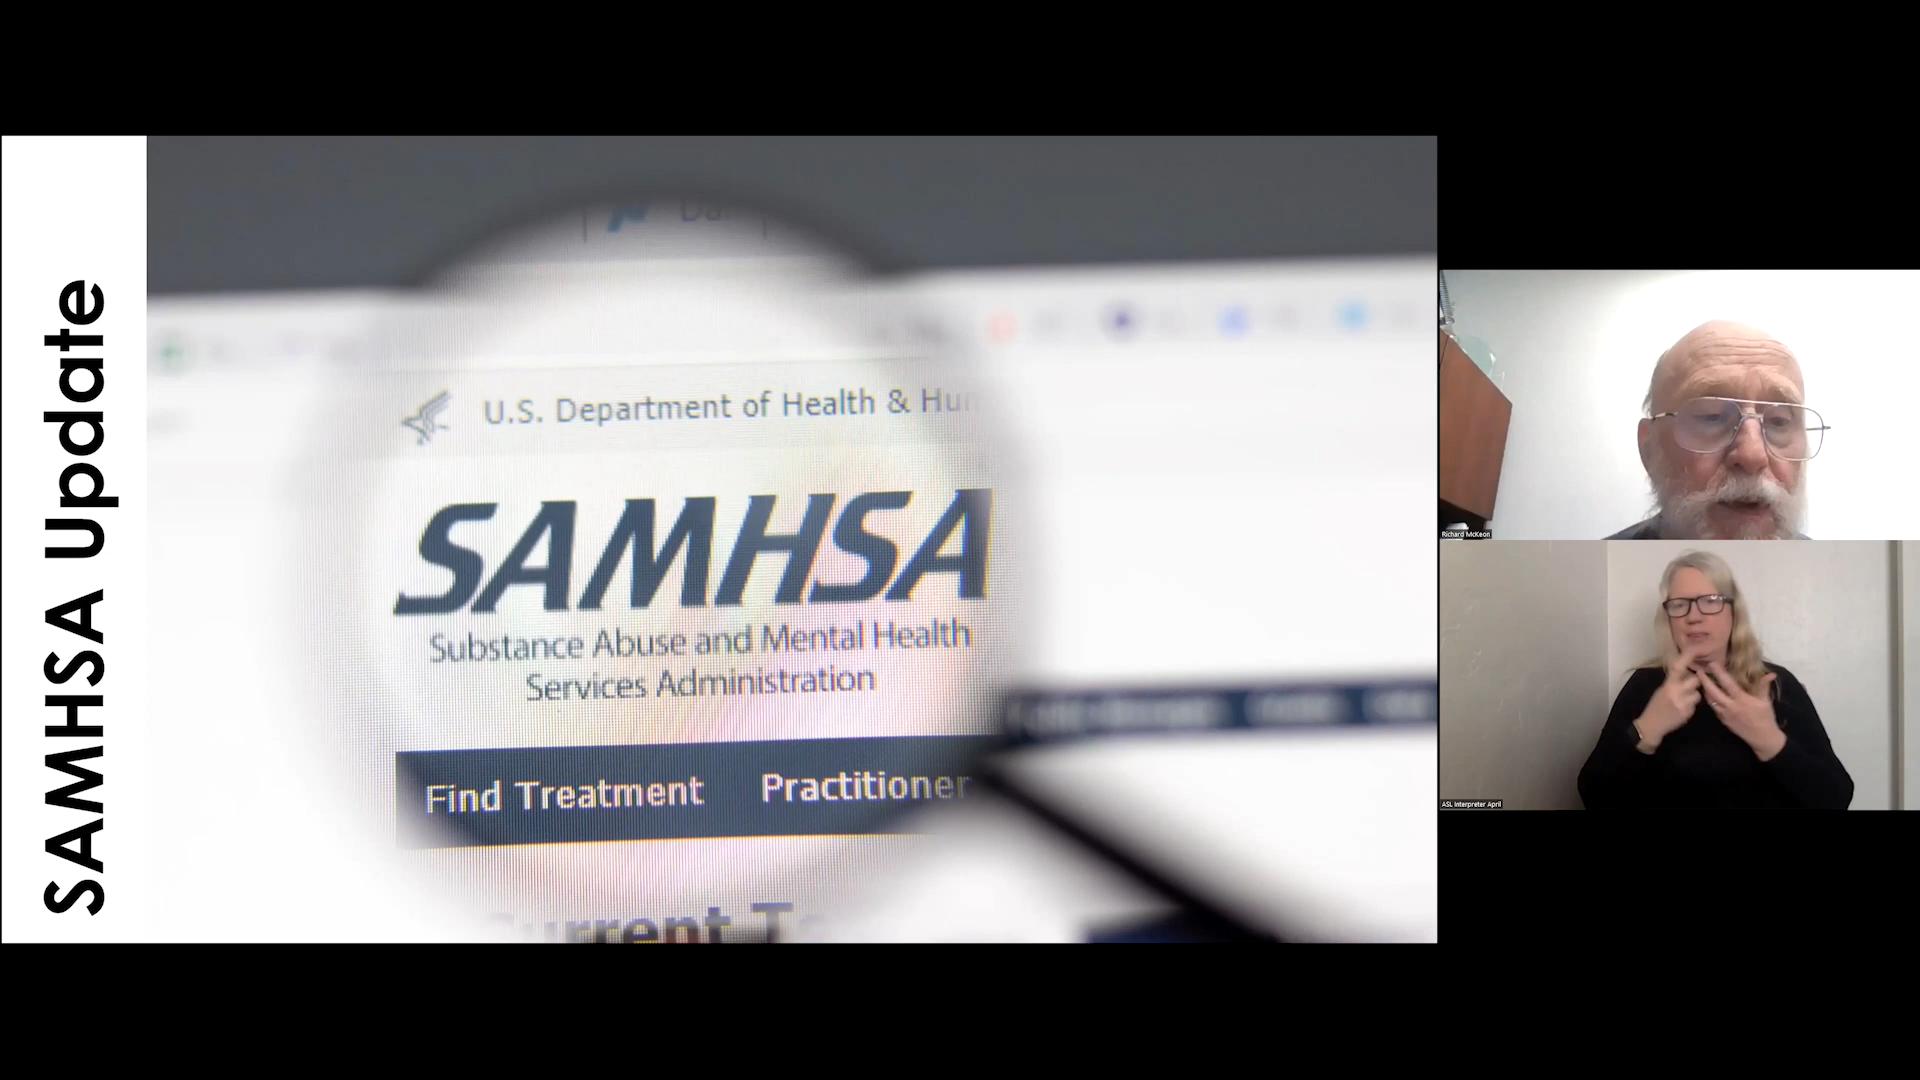 SAMHSA Update
U.S. Department of Health & Hu
SAMHSA
Substance Abuse and Mental Health
Services Administration
Find Treatment Practitioner
urrent T
Richard McKeon
ASL Interpreter April